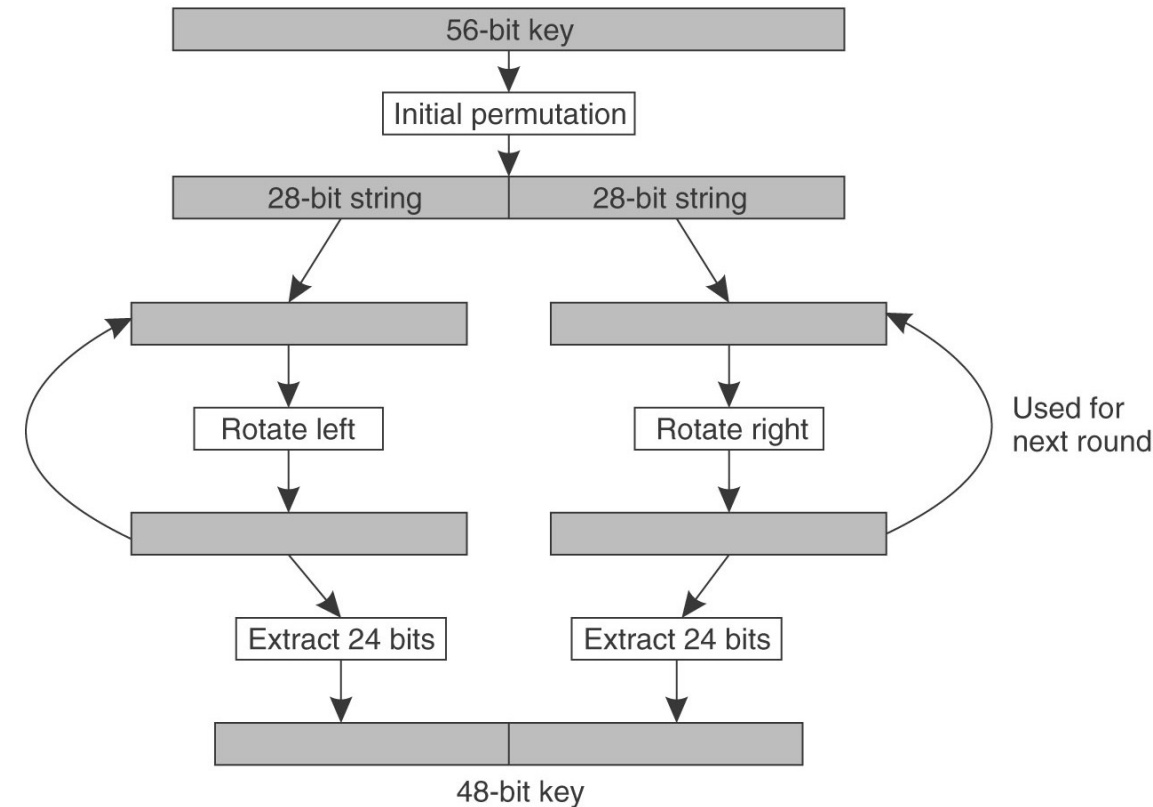 56-bit key
Initial permutation
28-bit string
28-bit string
Rotate left
Rotate right
Used for
next round
Extract 24 bits
Extract 24 bits
48-bit key